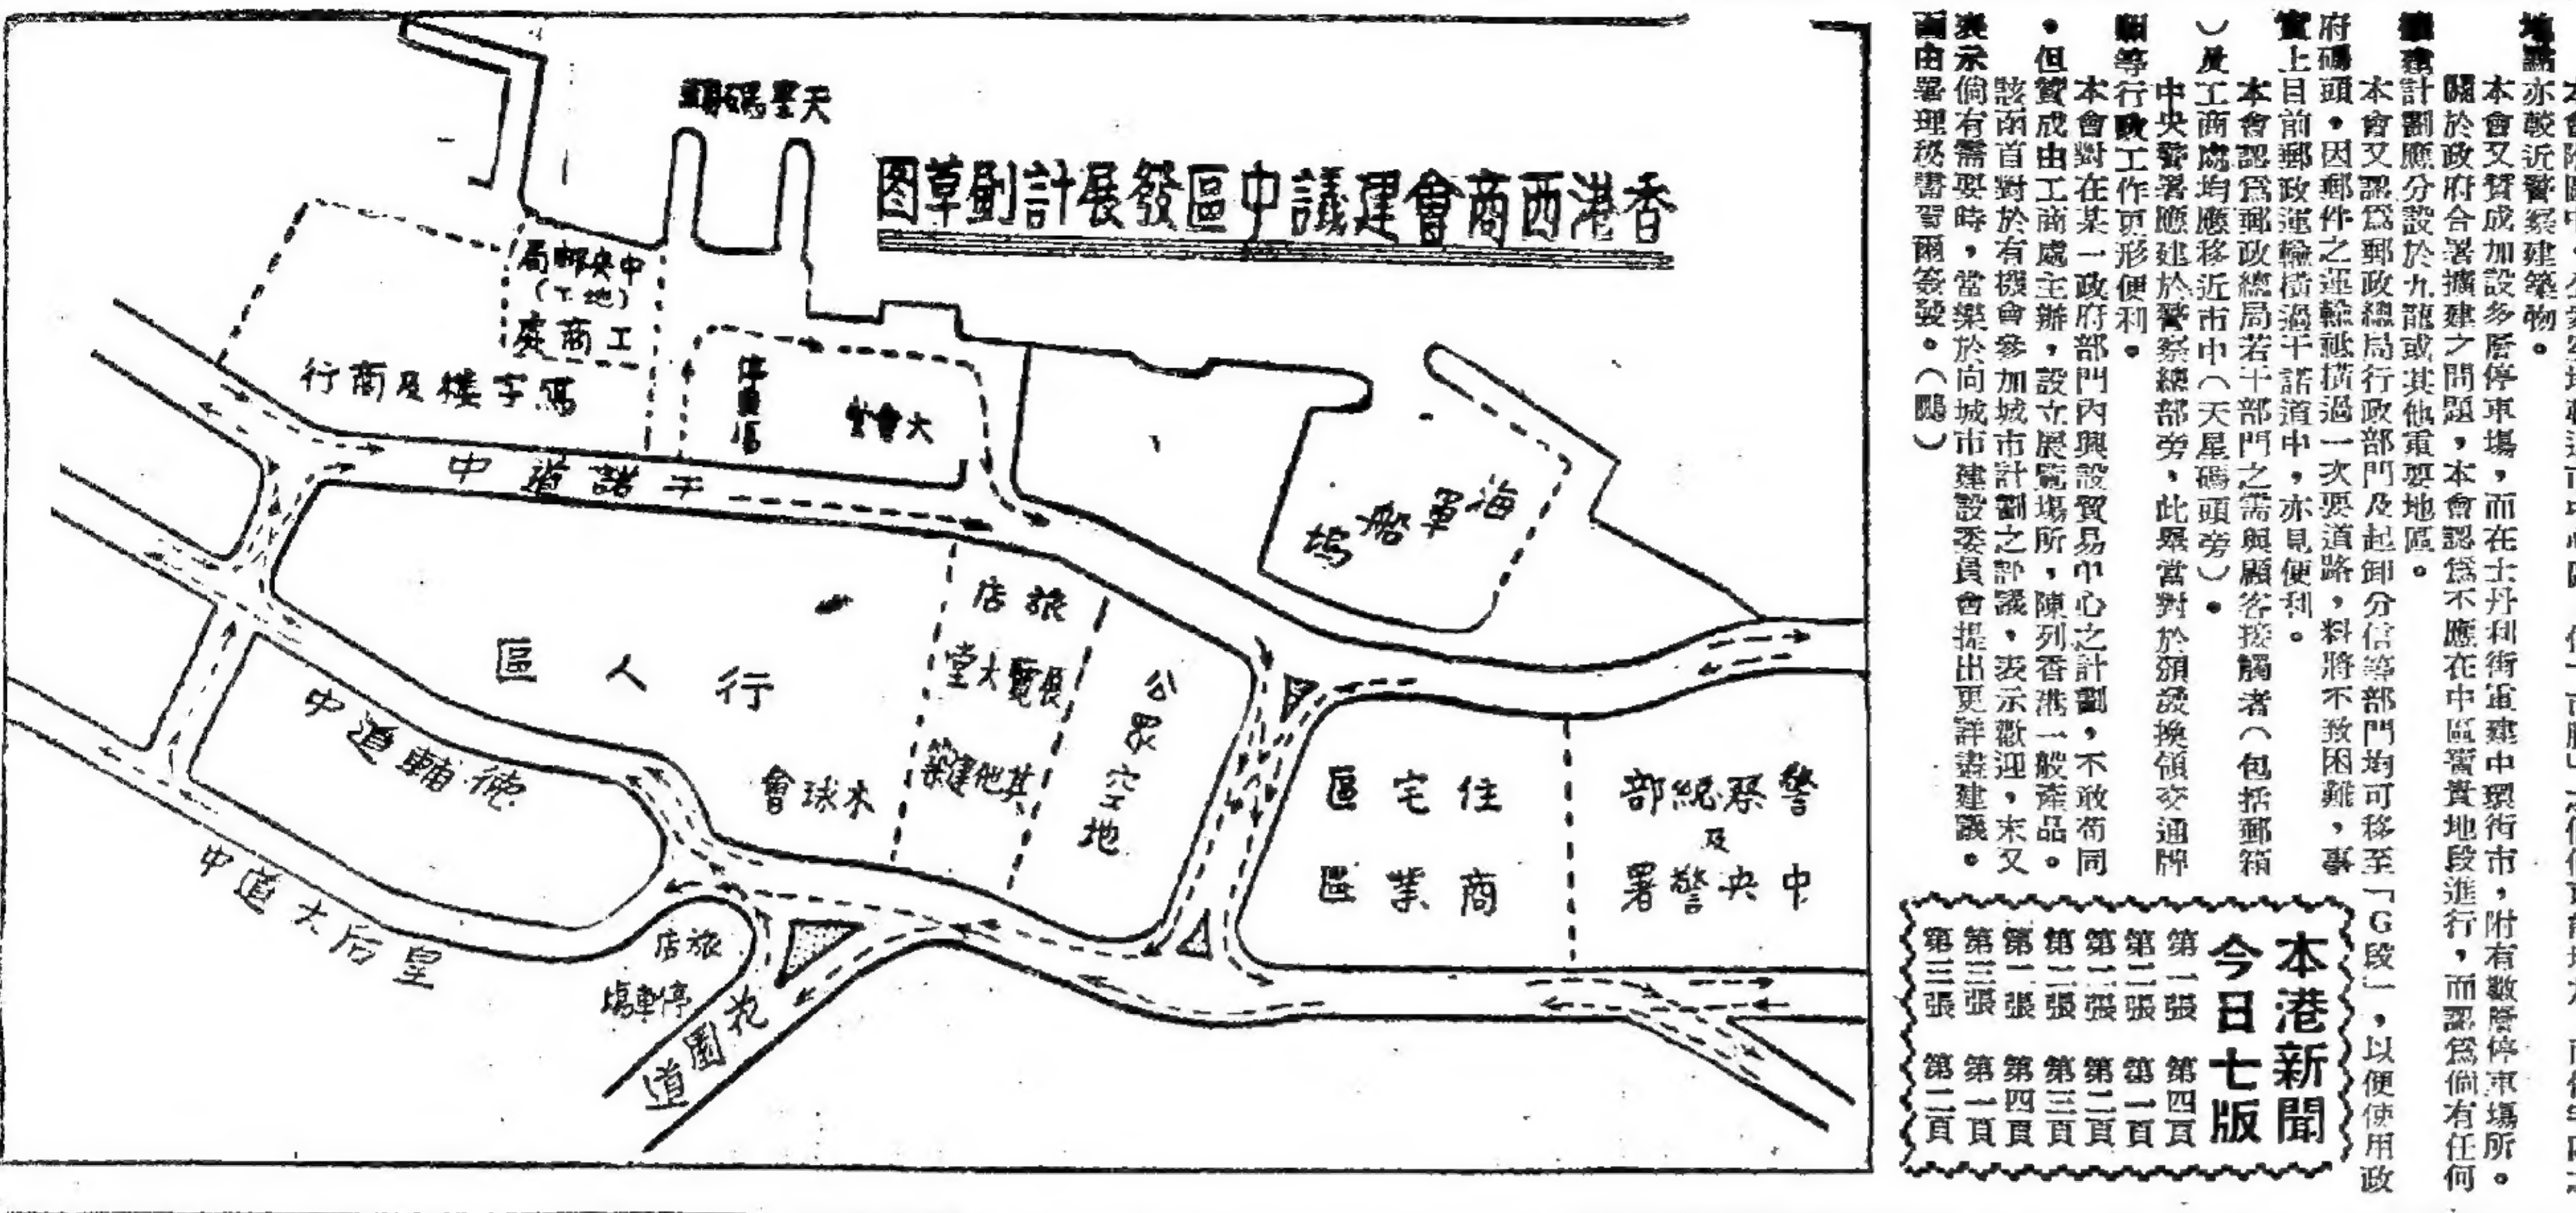 香港西商會建議中區發展計劃草图
天星碼頭
中央郵局
(地下)
工商處
寫字樓及商行
停車場
大會堂
干諾道中
海軍船塢
行人區
旅店
展覽大堂
其他建築
公眾空地
木球會
德輔道中
皇后大道中
旅店
停車場
花園道
住宅區
商業區
警察總部
及
中央警署
亦較近警察建築物。
本會又贊成加設多層停車場,而在士丹利街重建中環街市,附有數層停車場所。
關於政府合署擴建之問題,本會認爲不應在中區寶貴地段進行,而認爲倘有任何
計劃應分設於九龍或其他重要地區。
本會又認爲郵政總局行政部門及起卸分信等部門均可移至「G段」,以便使用政
府碼頭,因郵件之運輸祗橫過一次要道路,料將不致困難,事
實上目前郵政運輸橫過干諾道中,亦見便利。
本會認爲郵政總局若干部門之需與顧客接觸者(包括郵箱
)及工商處均應移近市中(天星碼頭旁)。
中央警署應建於警察總部旁,此舉當對於頒發換領交通牌
照等行政工作更形便利。
本會對在某一政府部門內興設貿易中心之計劃,不敢苟同
。但贊成由工商處主辦,設立展覽場所,陳列香港一般產品。
該函首對於有機會參加城市計劃之評議,表示歡迎,末又
表示倘有需要時,當樂於向城市建設委員會提出更詳盡建議。
函由署理秘書賀爾簽發。(鷗)
本港新聞
今日七版
第一張 第四頁
第二張 第一頁
第二張 第二頁
第二張 第三頁
第二張 第四頁
第三張 第一頁
第三張 第二頁